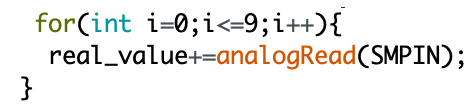 for(int i=0;i<=9;i++){
real_value+=analogRead(SMPIN);
}